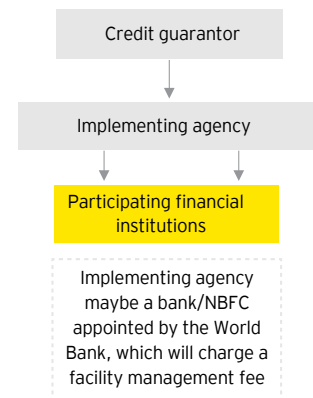 Credit guarantor
Implementing agency
Participating financial
institutions
Implementing agency
maybe a bank/NBFC
appointed by the World
Bank, which will charge a
facility management fee